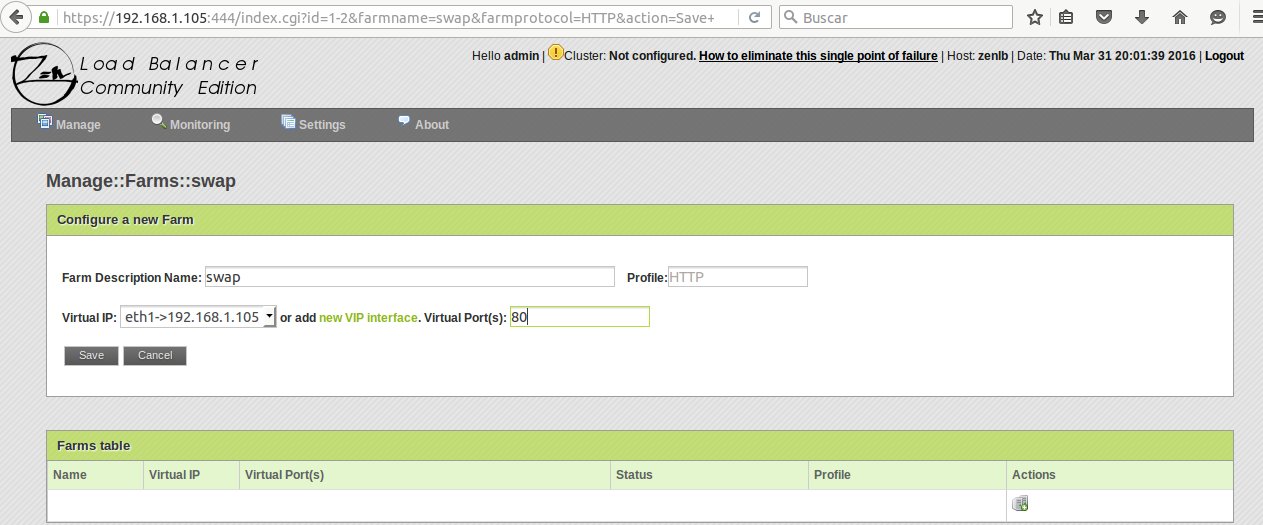 https://192.168.1.105:444/index.cgi?id=1-2&farmname=swap&farmprotocol=HTTP&action=Save+ Buscar
Zen Load Balancer
Community Edition
Hello admin | Cluster: Not configured. How to eliminate this single point of failure | Host: zenlb | Date: Thu Mar 31 20:01:39 2016 | Logout
Manage Monitoring Settings About
Manage::Farms::swap
Configure a new Farm
Farm Description Name: swap Profile: HTTP
Virtual IP: eth1->192.168.1.105 or add new VIP interface. Virtual Port(s): 80
Save Cancel
Farms table
Name Virtual IP Virtual Port(s) Status Profile Actions